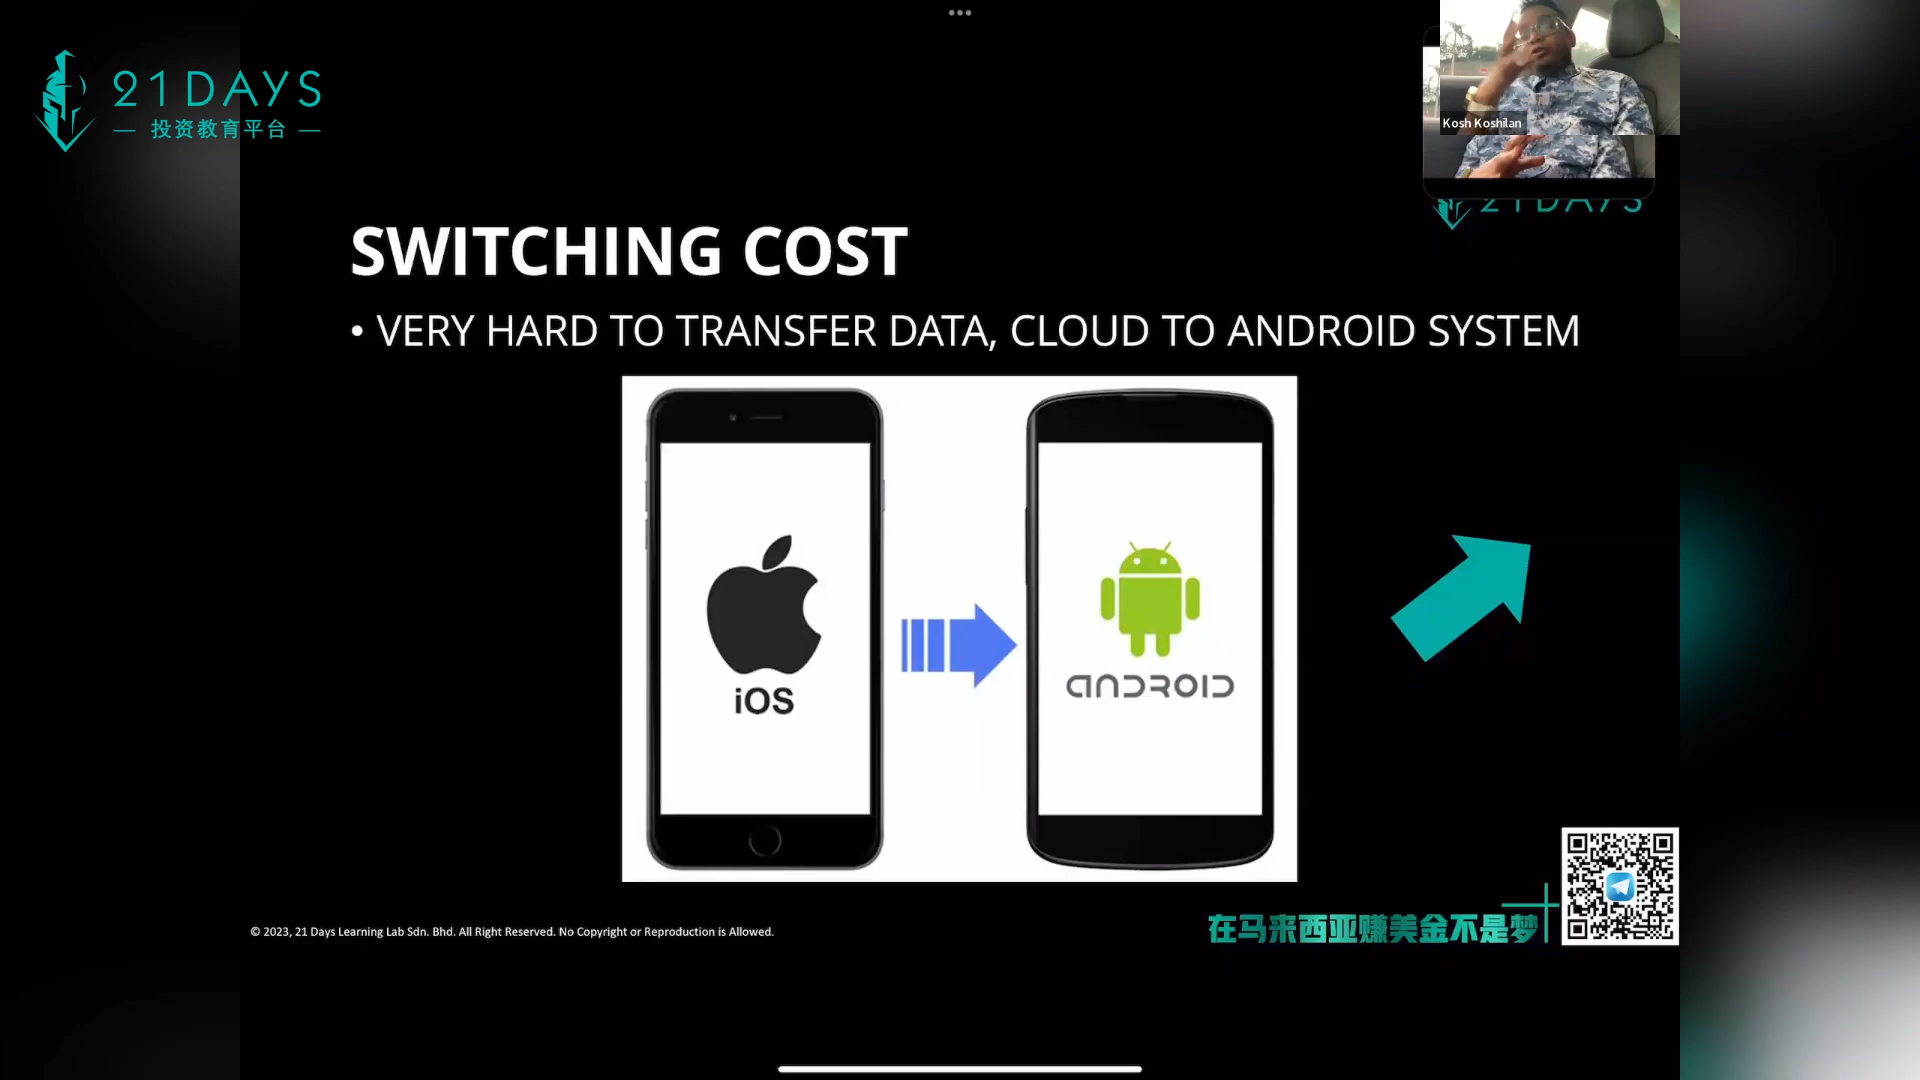 21DAYS
— 投资教育平台 —
Kosh Koshilan
21DAYS
SWITCHING COST
• VERY HARD TO TRANSFER DATA, CLOUD TO ANDROID SYSTEM
iOS
ANDROID
© 2023, 21 Days Learning Lab Sdn. Bhd. All Right Reserved. No Copyright or Reproduction is Allowed.
在马来西亚赚美金不是梦